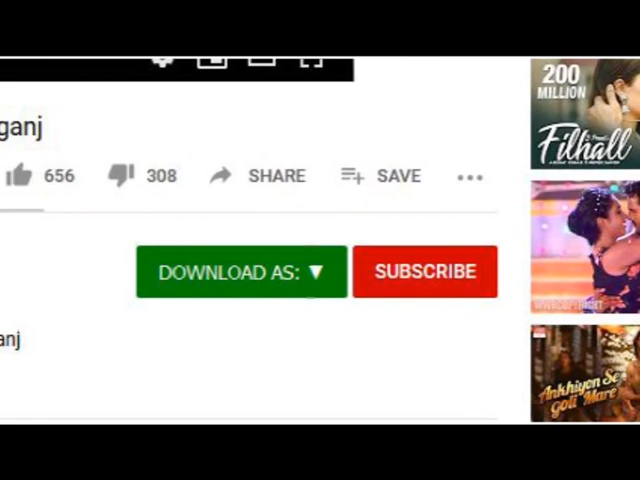 ganj
656 308 SHARE SAVE
DOWNLOAD AS: ▼ SUBSCRIBE
anj
200
MILLION
Filhall
Ankhiyon Se
Goli Mare